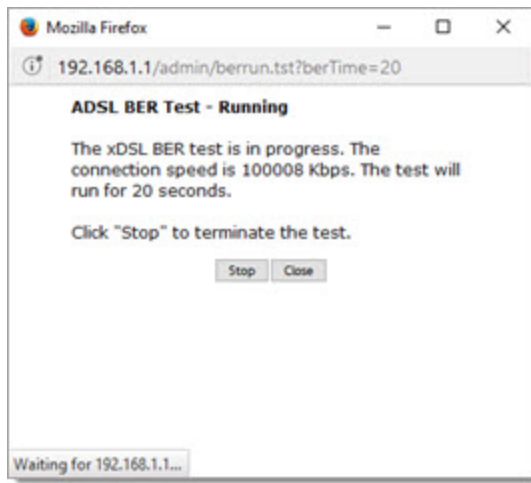 Mozilla Firefox
192.168.1.1/admin/berrun.tst?berTime=20
ADSL BER Test - Running
The xDSL BER test is in progress. The
connection speed is 100008 Kbps. The test will
run for 20 seconds.
Click "Stop" to terminate the test.
Stop Close
Waiting for 192.168.1.1...